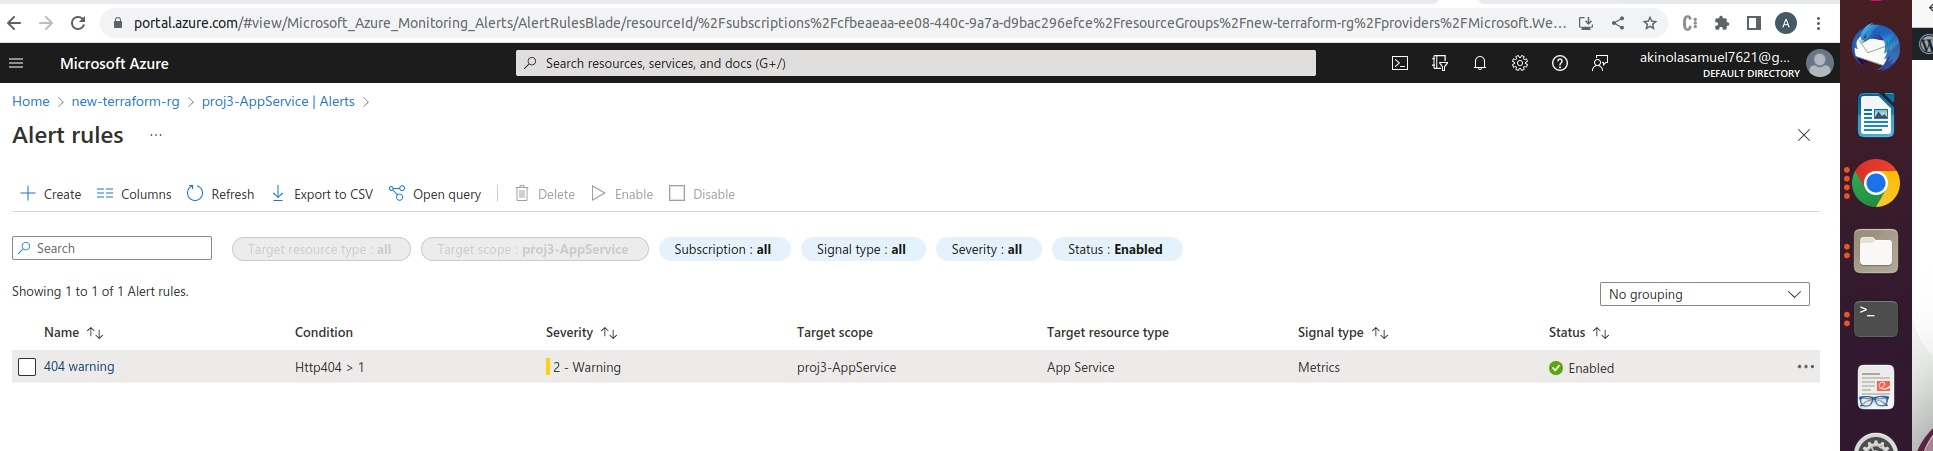 portal.azure.com/#view/Microsoft_Azure_Monitoring_Alerts/AlertRulesBlade/resourceId/%2Fsubscriptions%2Fcfbeaeaa-ee08-440c-9a7a-d9bac296efce%2FresourceGroups%2Fnew-terraform-rg%2Fproviders%2FMicrosoft.We...
A
Microsoft Azure
Search resources, services, and docs (G+/)
akinolasamuel7621@g...
DEFAULT DIRECTORY
Home > new-terraform-rg > proj3-AppService | Alerts >
Alert rules ...
Create Columns Refresh Export to CSV Open query Delete Enable Disable
Search Target resource type : all Target scope : proj3-AppService Subscription : all Signal type : all Severity : all Status : Enabled
Showing 1 to 1 of 1 Alert rules.
No grouping
Name Condition Severity Target scope Target resource type Signal type Status
404 warning Http404 > 1 2 - Warning proj3-AppService App Service Metrics Enabled